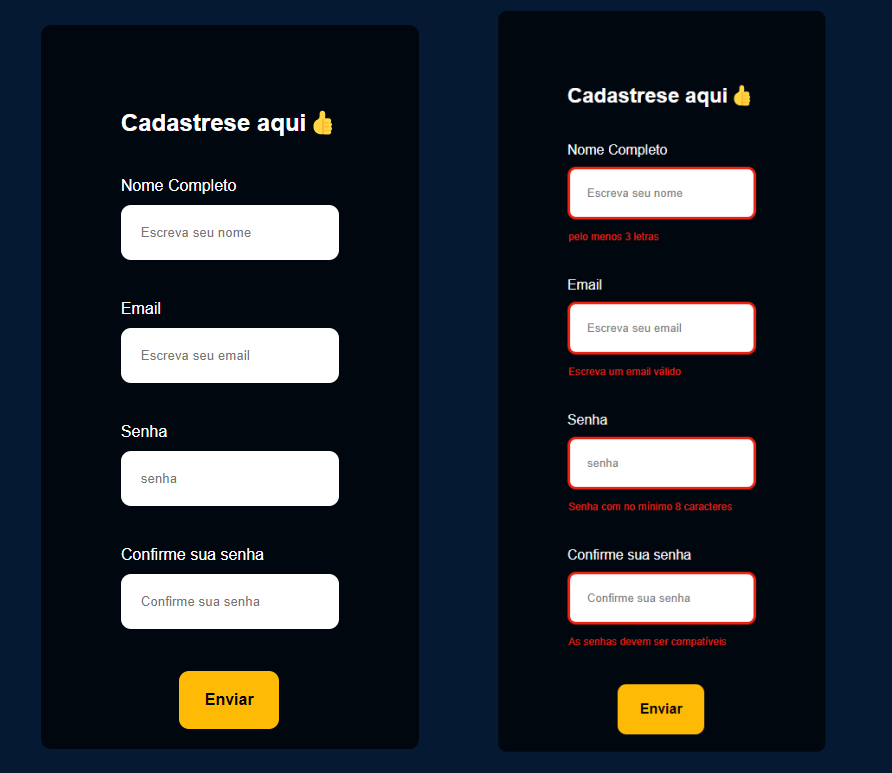 Cadastrese aqui 👍
Nome Completo
Escreva seu nome
Email
Escreva seu email
Senha
senha
Confirme sua senha
Confirme sua senha
Enviar
Cadastrese aqui 👍
Nome Completo
Escreva seu nome
pelo menos 3 letras
Email
Escreva seu email
Escreva um email válido
Senha
senha
Senha com no mínimo 8 caracteres
Confirme sua senha
Confirme sua senha
As senhas devem ser compatíveis
Enviar